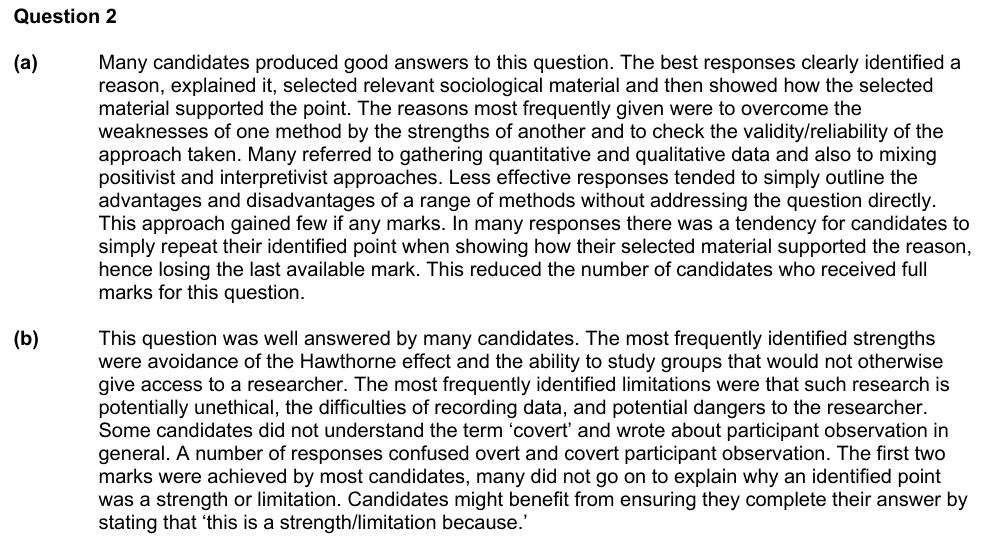 Question 2
(a) Many candidates produced good answers to this question. The best responses clearly identified a
reason, explained it, selected relevant sociological material and then showed how the selected
material supported the point. The reasons most frequently given were to overcome the
weaknesses of one method by the strengths of another and to check the validity/reliability of the
approach taken. Many referred to gathering quantitative and qualitative data and also to mixing
positivist and interpretivist approaches. Less effective responses tended to simply outline the
advantages and disadvantages of a range of methods without addressing the question directly.
This approach gained few if any marks. In many responses there was a tendency for candidates to
simply repeat their identified point when showing how their selected material supported the reason,
hence losing the last available mark. This reduced the number of candidates who received full
marks for this question.
(b) This question was well answered by many candidates. The most frequently identified strengths
were avoidance of the Hawthorne effect and the ability to study groups that would not otherwise
give access to a researcher. The most frequently identified limitations were that such research is
potentially unethical, the difficulties of recording data, and potential dangers to the researcher.
Some candidates did not understand the term ‘covert’ and wrote about participant observation in
general. A number of responses confused overt and covert participant observation. The first two
marks were achieved by most candidates, many did not go on to explain why an identified point
was a strength or limitation. Candidates might benefit from ensuring they complete their answer by
stating that ‘this is a strength/limitation because.’